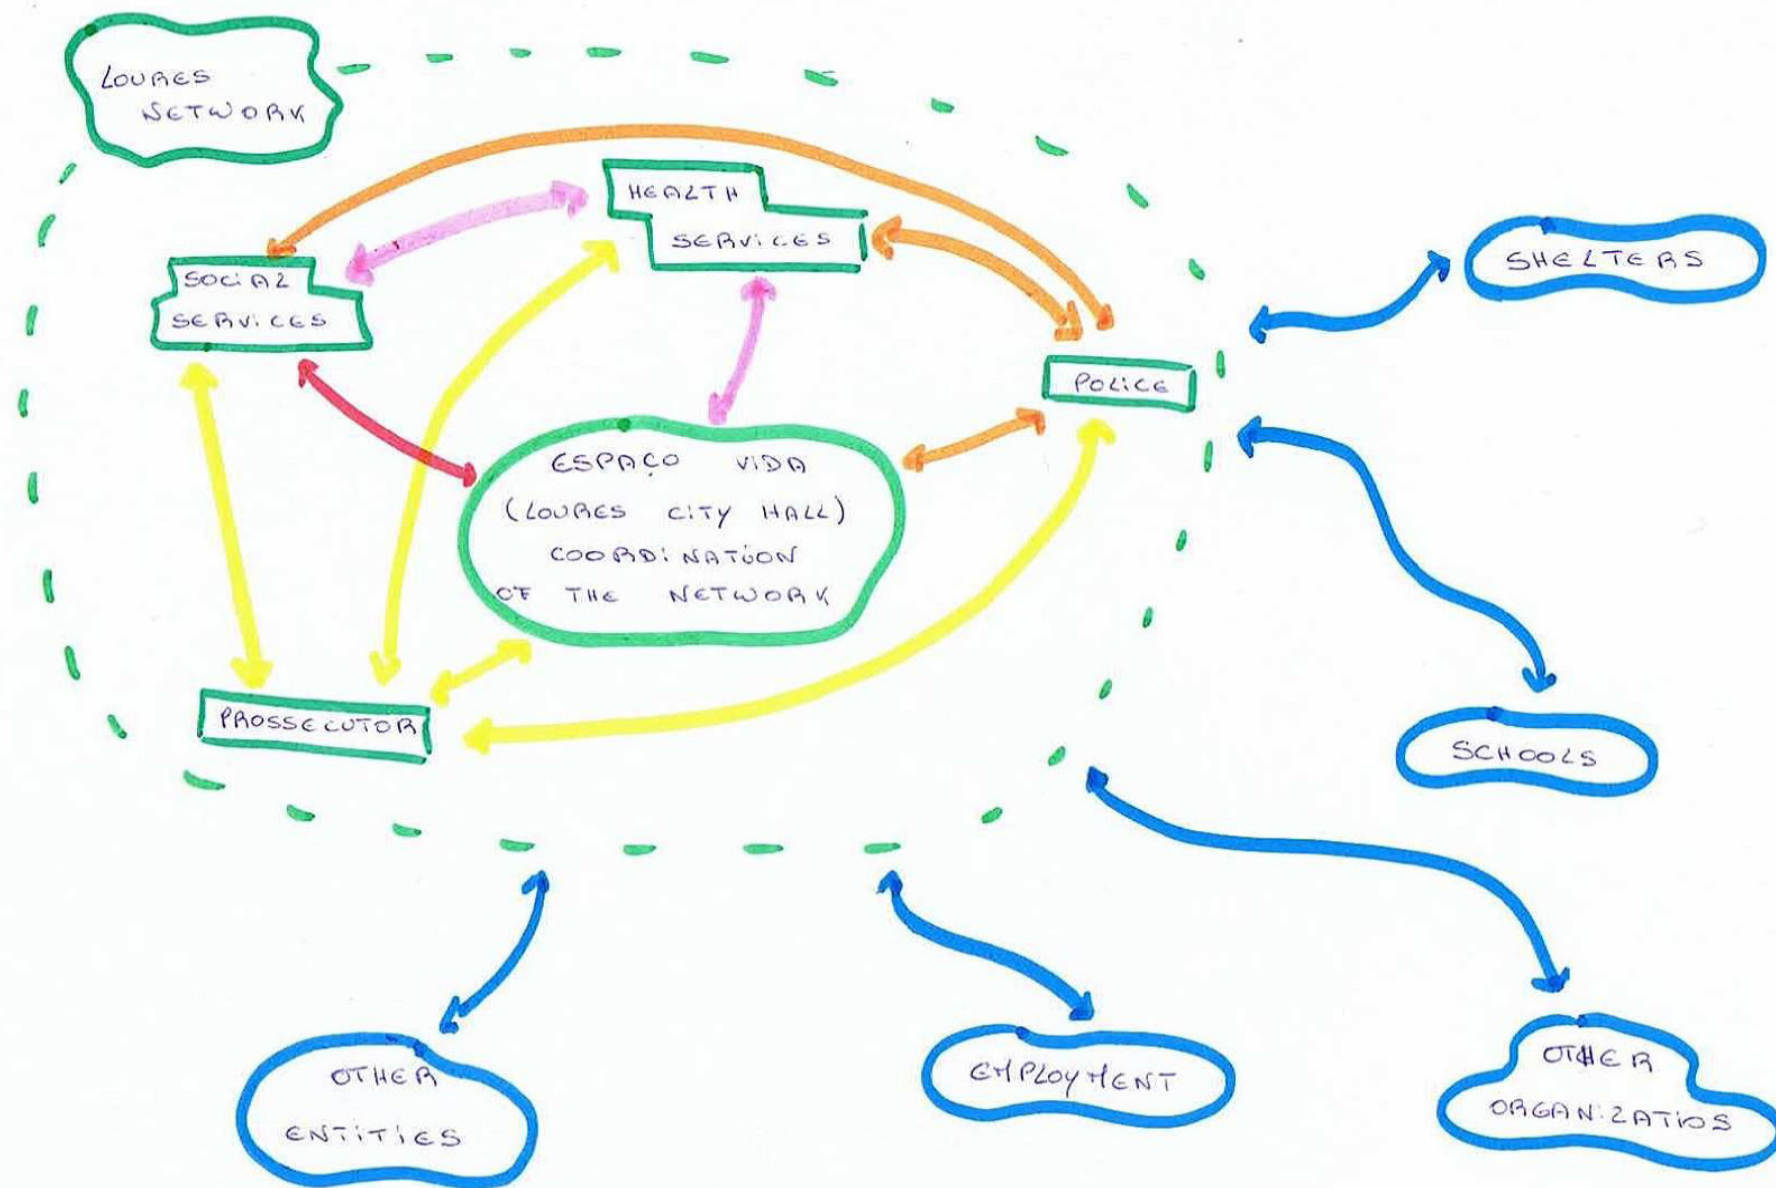 LOURES
NETWORK
HEALTH
SERVICES
SOCIAL
SERVICES
SHELTERS
POLICE
ESPAÇO VIDA
(LOURES CITY HALL)
COORDINATION
OF THE NETWORK
PROSSECUTOR
SCHOOLS
OTHER
ENTITIES
EMPLOYMENT
OTHER
ORGANIZATIOS